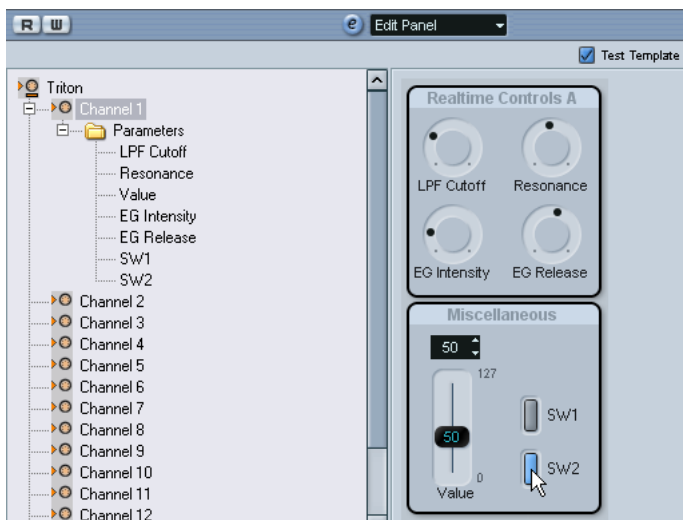 R W e Edit Panel
Test Template
Triton
Channel 1
Parameters
LPF Cutoff
Resonance
Value
EG Intensity
EG Release
SW1
SW2
Channel 2
Channel 3
Channel 4
Channel 5
Channel 6
Channel 7
Channel 8
Channel 9
Channel 10
Channel 11
Channel 12
Realtime Controls A
LPF Cutoff Resonance
EG Intensity EG Release
Miscellaneous
50
127
50
0
Value
SW1
SW2